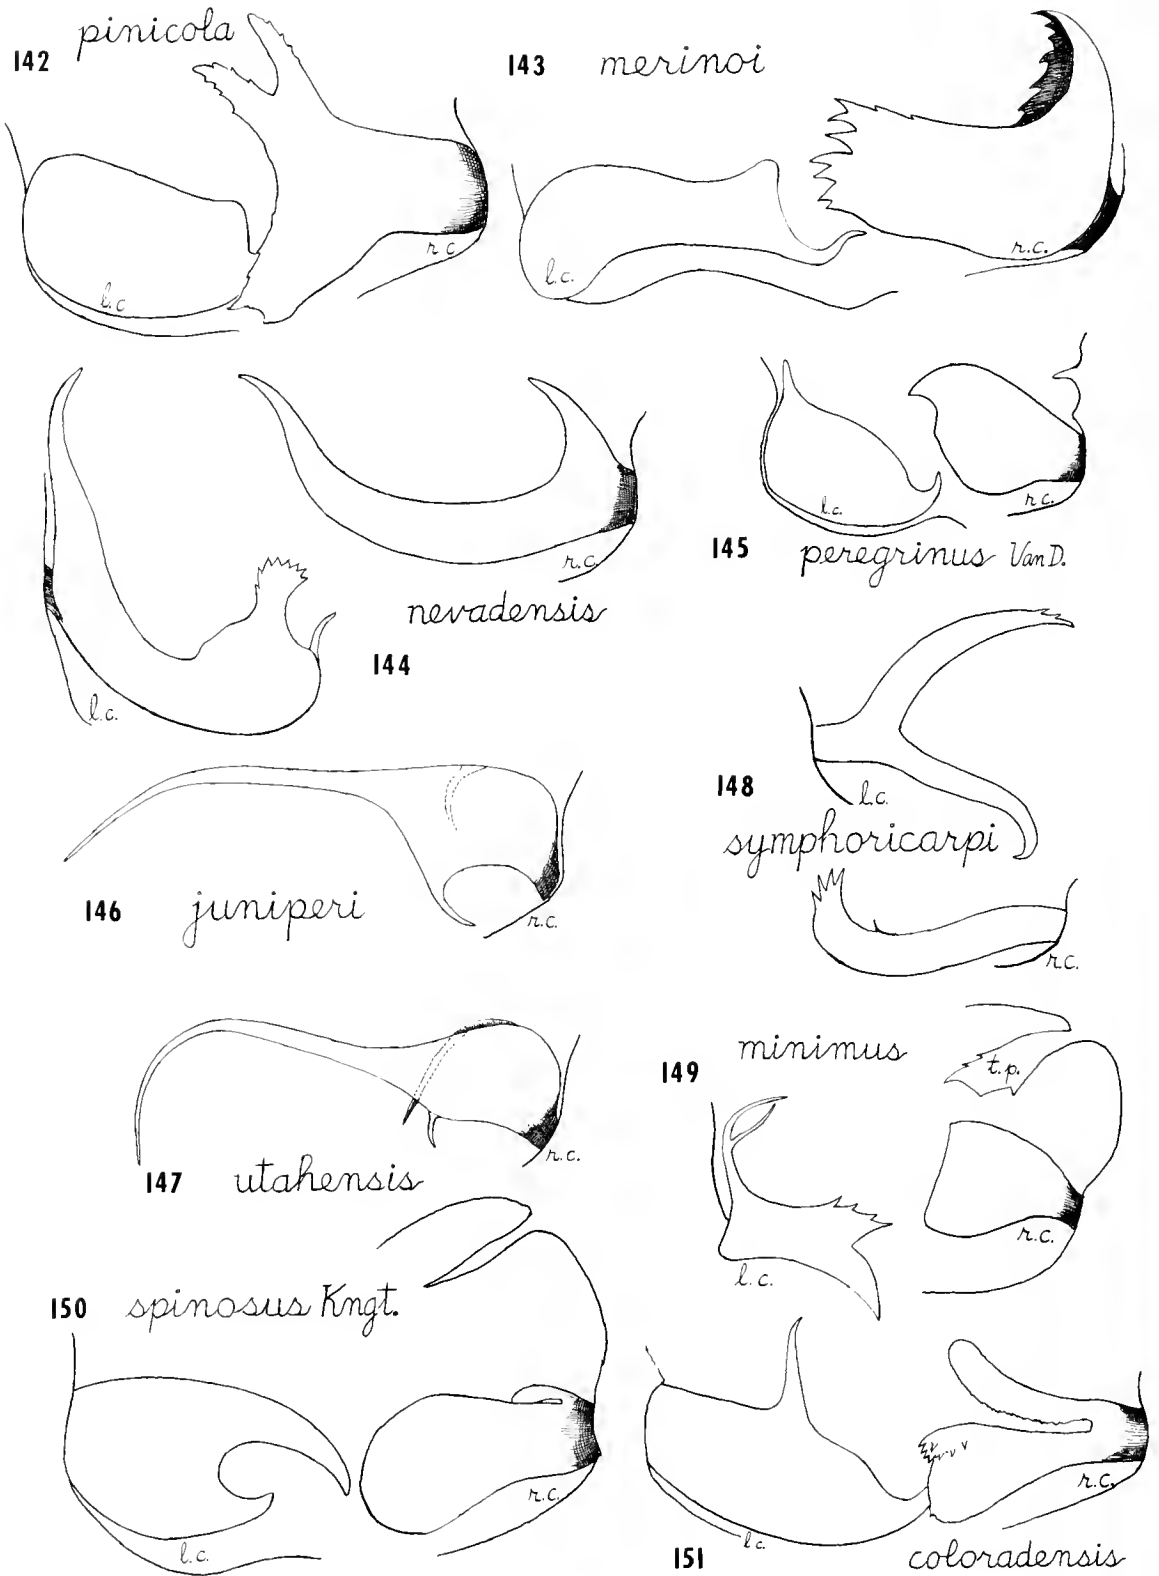 142 pinicola
l.c.
r.c
143 merinoi
l.c.
r.c.
l.c.
r.c.
nevadensis
144
l.c.
r.c.
145 peregrinus Van D.
146 juniperi
r.c.
148
l.c.
symphoricarpi
r.c.
147 utahensis
r.c.
149 minimus
t.p.
l.c.
r.c.
150 spinosus Kngt.
l.c.
r.c.
l.c.
r.c.
151 coloradensis